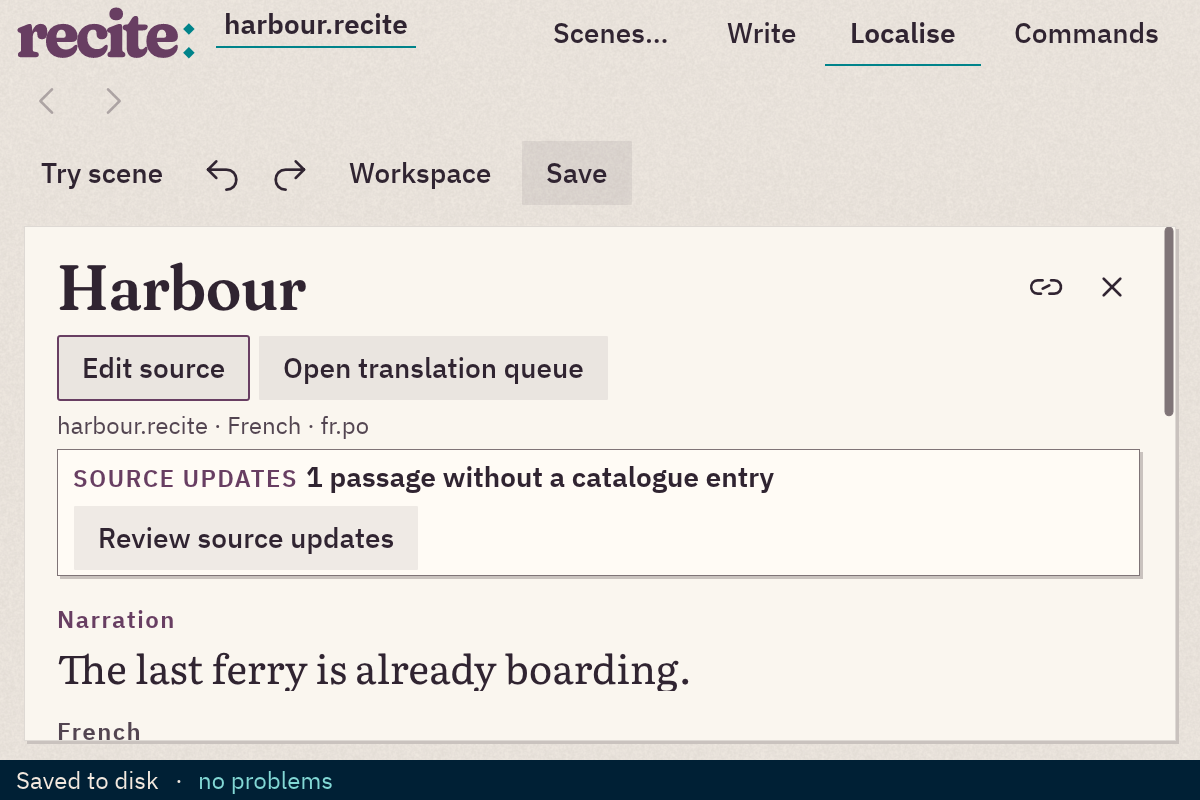 recite: harbour.recite Scenes... Write Localise Commands
Try scene Workspace Save
Harbour
Edit source Open translation queue
harbour.recite · French · fr.po
SOURCE UPDATES 1 passage without a catalogue entry
Review source updates
Narration
The last ferry is already boarding.
French
Saved to disk · no problems